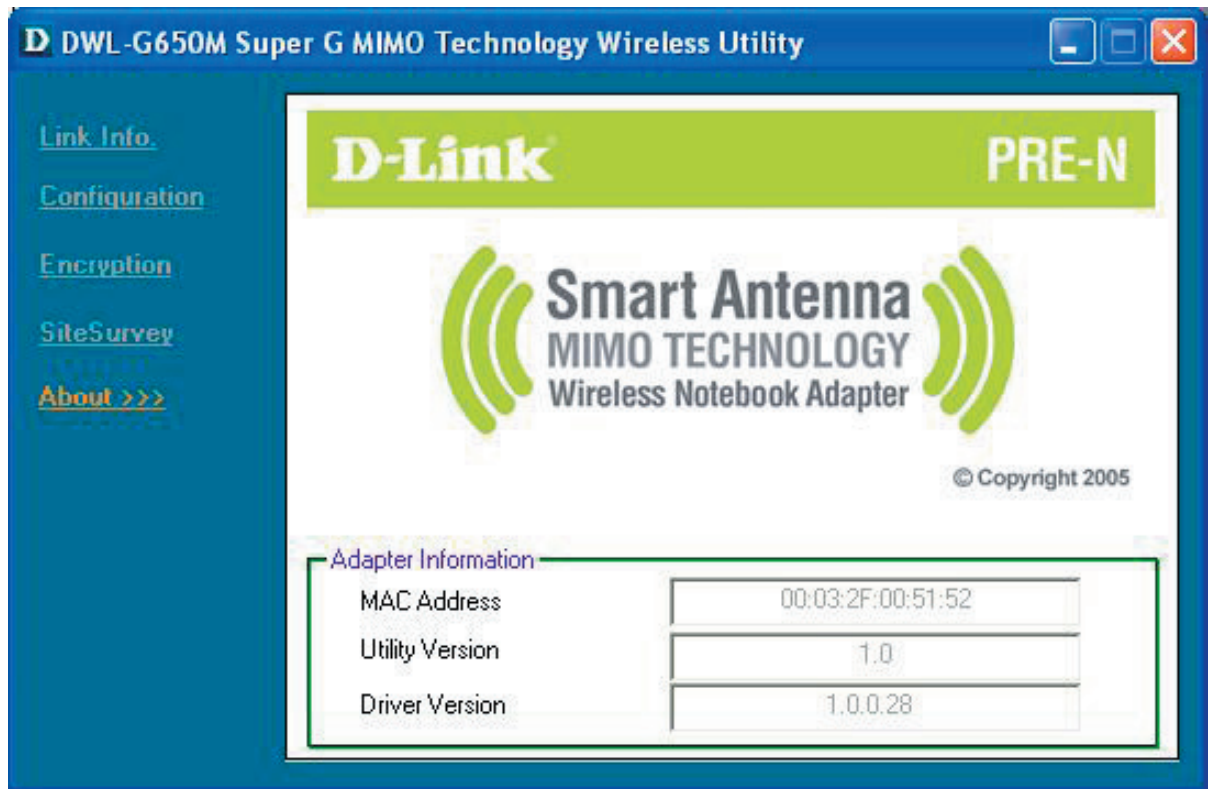 D DWL-G650M Super G MIMO Technology Wireless Utility
Link Info.
Configuration
Encryption
SiteSurvey
About >>>
D-Link PRE-N
Smart Antenna
MIMO TECHNOLOGY
Wireless Notebook Adapter
© Copyright 2005
Adapter Information
MAC Address 00:03:2F:00:51:52
Utility Version 1.0
Driver Version 1.0.0.28